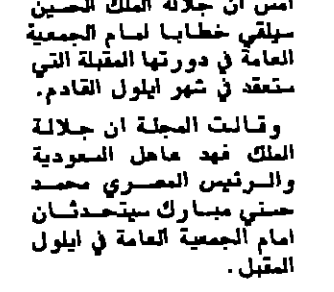 امس ان جلالة الملك الحسين
سيلقي خطابا امام الجمعية
العامة في دورتها المقبلة التي
ستعقد في شهر ايلول القادم.
وقالت المجلة ان جلالة
الملك فهد عاهل السعودية
والرئيس المصري محمد
حسني مبارك سيتحدثان
امام الجمعية العامة في ايلول
المقبل.